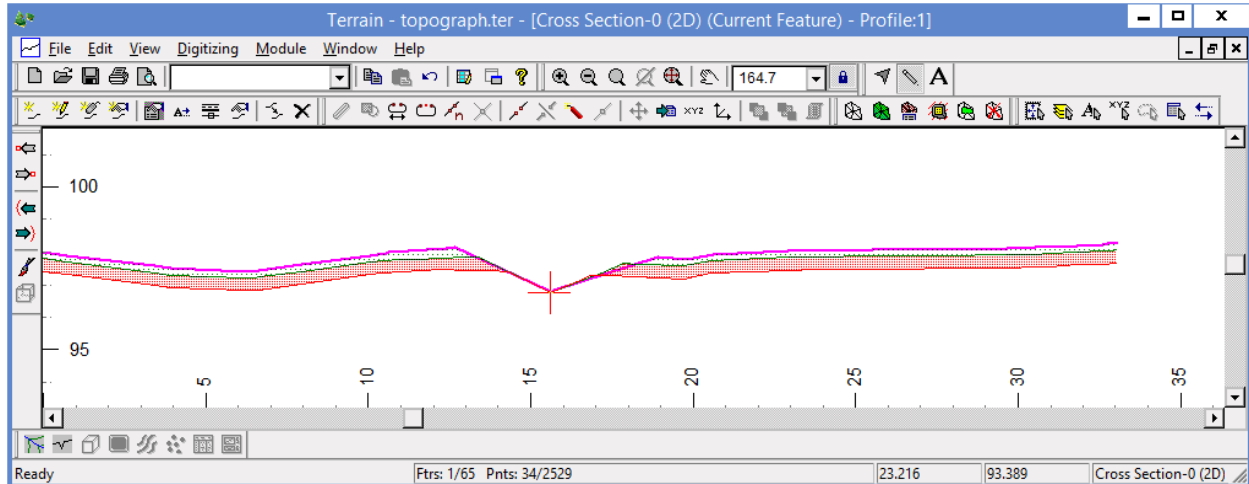 Terrain - topograph.ter - [Cross Section-0 (2D) (Current Feature) - Profile:1]
File Edit View Digitizing Module Window Help
164.7 A
XYZ XYZ
100
95
5 10 15 20 25 30 35
Ready Ftrs: 1/65 Pnts: 34/2529 23.216 93.389 Cross Section-0 (2D)